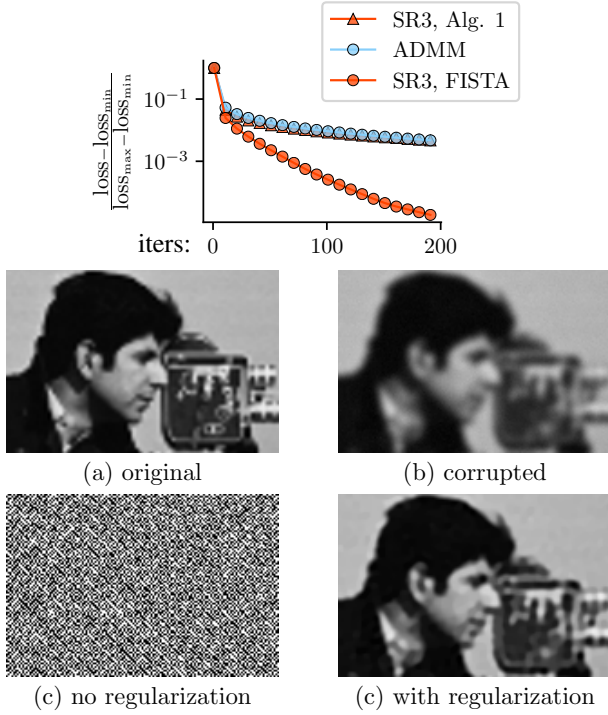 SR3, Alg. 1
ADMM
SR3, FISTA
loss−loss_min
loss_max−loss_min
10^−1
10^−3
iters: 0 100 200
(a) original
(b) corrupted
(c) no regularization
(c) with regularization